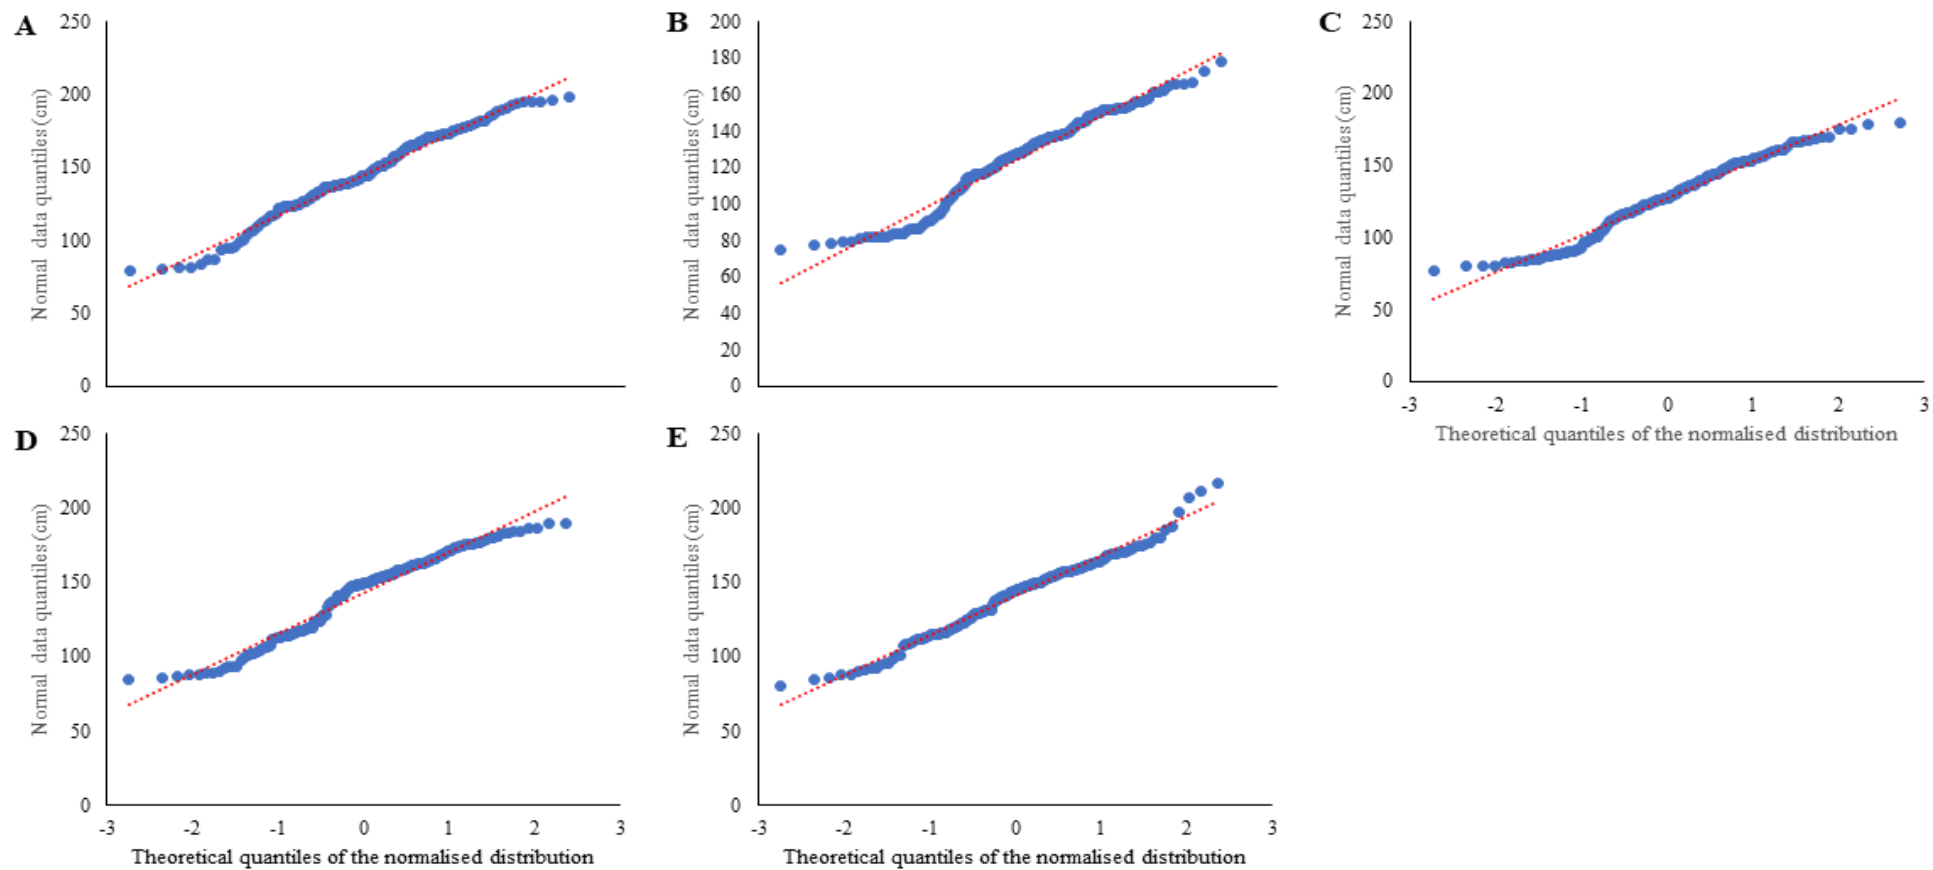 A
Normal data quantiles (cm)
250
200
150
100
50
0
B
Normal data quantiles (cm)
200
180
160
140
120
100
80
60
40
20
0
C
Normal data quantiles (cm)
250
200
150
100
50
0
-3 -2 -1 0 1 2 3
Theoretical quantiles of the normalised distribution
D
Normal data quantiles (cm)
250
200
150
100
50
0
-3 -2 -1 0 1 2 3
Theoretical quantiles of the normalised distribution
E
Normal data quantiles (cm)
250
200
150
100
50
0
-3 -2 -1 0 1 2 3
Theoretical quantiles of the normalised distribution